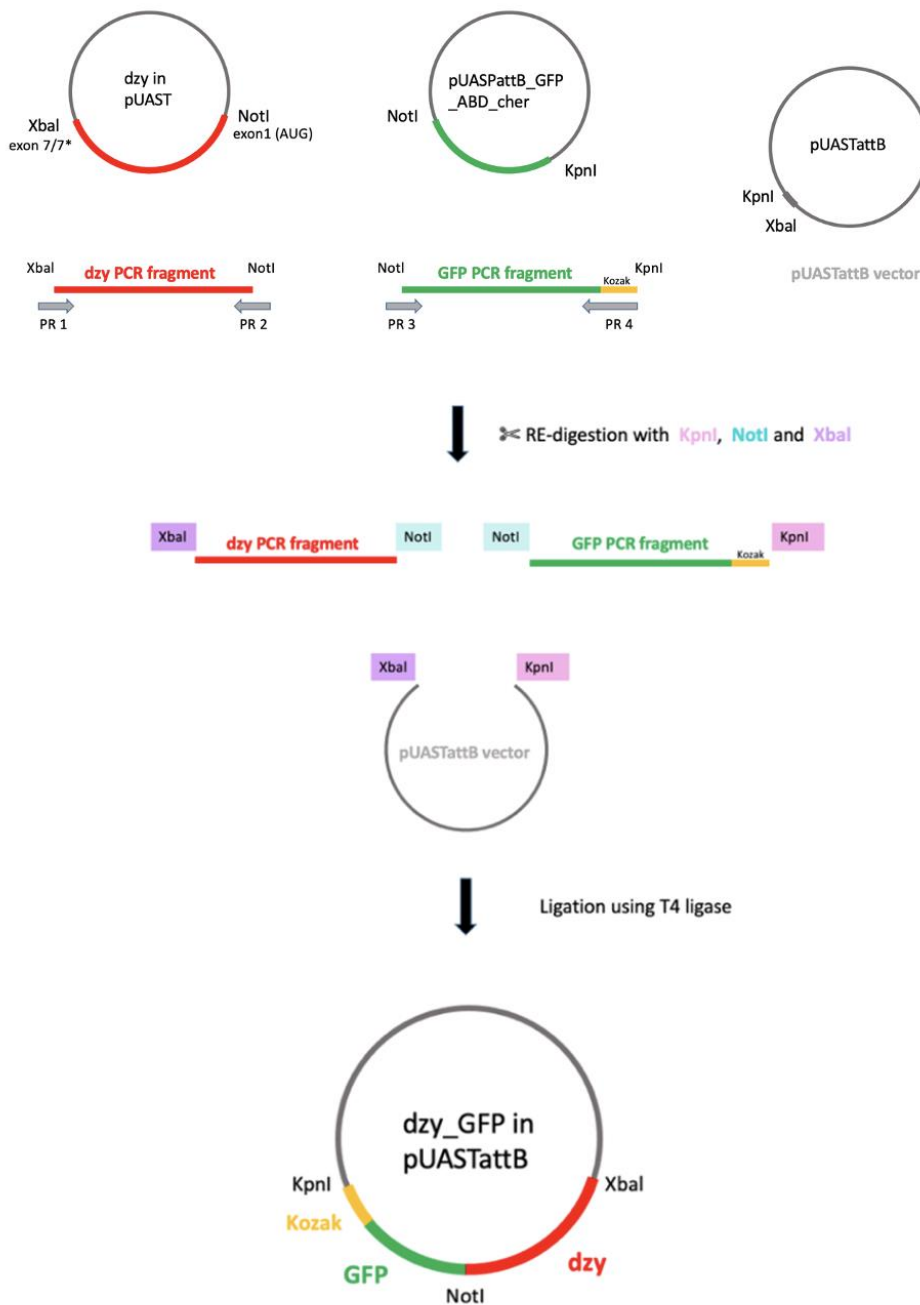 dzy in
pUAST
XbaI
exon 7/7*
NotI
exon1 (AUG)
pUASPattB_GFP
_ABD_cher
NotI
KpnI
pUASTattB
KpnI
XbaI
pUASTattB vector
XbaI
dzy PCR fragment
NotI
PR 1
PR 2
NotI
GFP PCR fragment
Kozak
KpnI
PR 3
PR 4
RE-digestion with KpnI, NotI and XbaI
XbaI
dzy PCR fragment
NotI
NotI
GFP PCR fragment
Kozak
KpnI
XbaI
KpnI
pUASTattB vector
Ligation using T4 ligase
dzy_GFP in
pUASTattB
KpnI
XbaI
Kozak
GFP
dzy
NotI